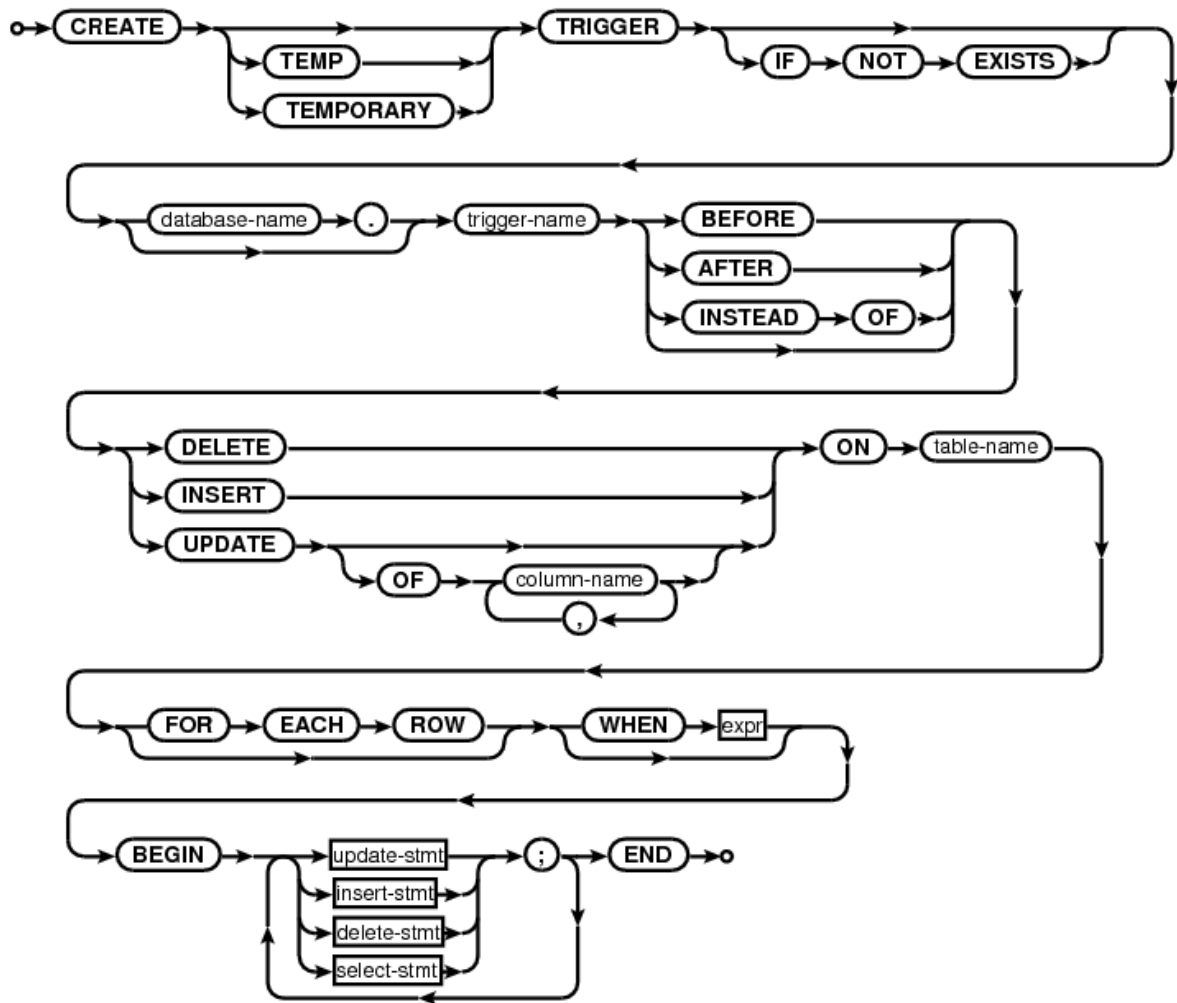 CREATE TRIGGER
TEMP IF NOT EXISTS
TEMPORARY
database-name . trigger-name BEFORE
AFTER
INSTEAD OF
DELETE ON table-name
INSERT
UPDATE
OF column-name
,
FOR EACH ROW WHEN expr
BEGIN update-stmt ; END
insert-stmt
delete-stmt
select-stmt